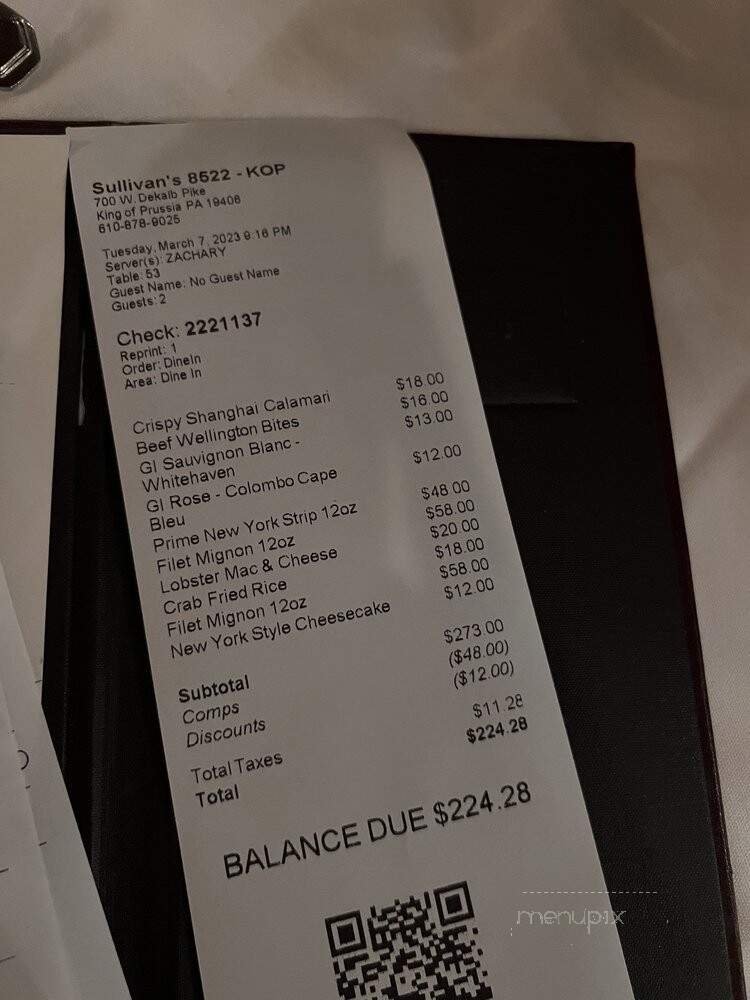 Sullivan's 8522 - KOP
700 W. Dekalb Pike
King of Prussia PA 19406
610-878-9025
Tuesday, March 7, 2023 9:16 PM
Server(s): ZACHARY
Table: 53
Guest Name: No Guest Name
Guests: 2
Check: 2221137
Reprint: 1
Order: DineIn
Area: Dine In
Crispy Shanghai Calamari $18.00
Beef Wellington Bites $16.00
Gl Sauvignon Blanc - $13.00
Whitehaven
Gl Rose - Colombo Cape $12.00
Bleu
Prime New York Strip 12oz $48.00
Filet Mignon 12oz $58.00
Lobster Mac & Cheese $20.00
Crab Fried Rice $18.00
Filet Mignon 12oz $58.00
New York Style Cheesecake $12.00
Subtotal $273.00
Comps ($48.00)
Discounts ($12.00)
Total Taxes $11.28
Total $224.28
BALANCE DUE $224.28
menupix